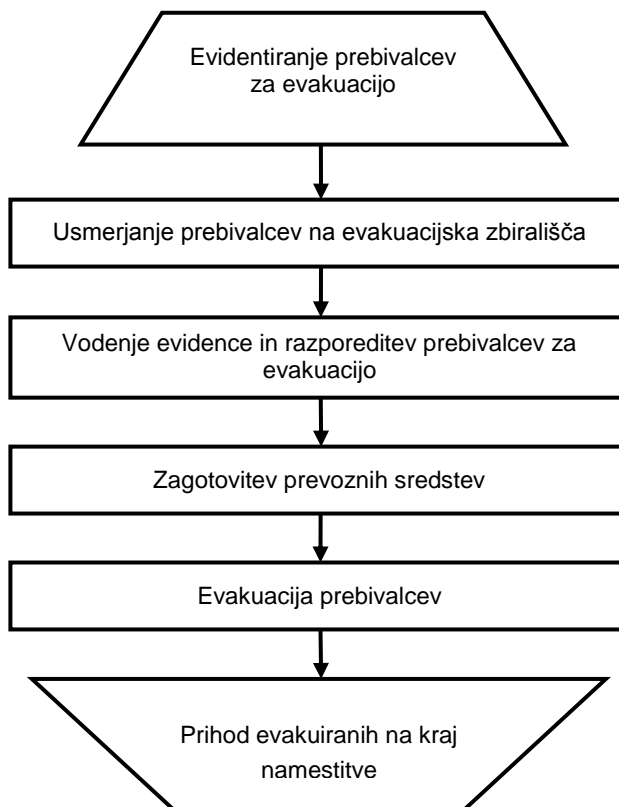 Evidentiranje prebivalcev
za evakuacijo
Usmerjanje prebivalcev na evakuacijska zbirališča
Vodenje evidence in razporeditev prebivalcev za
evakuacijo
Zagotovitev prevoznih sredstev
Evakuacija prebivalcev
Prihod evakuiranih na kraj
namestitve